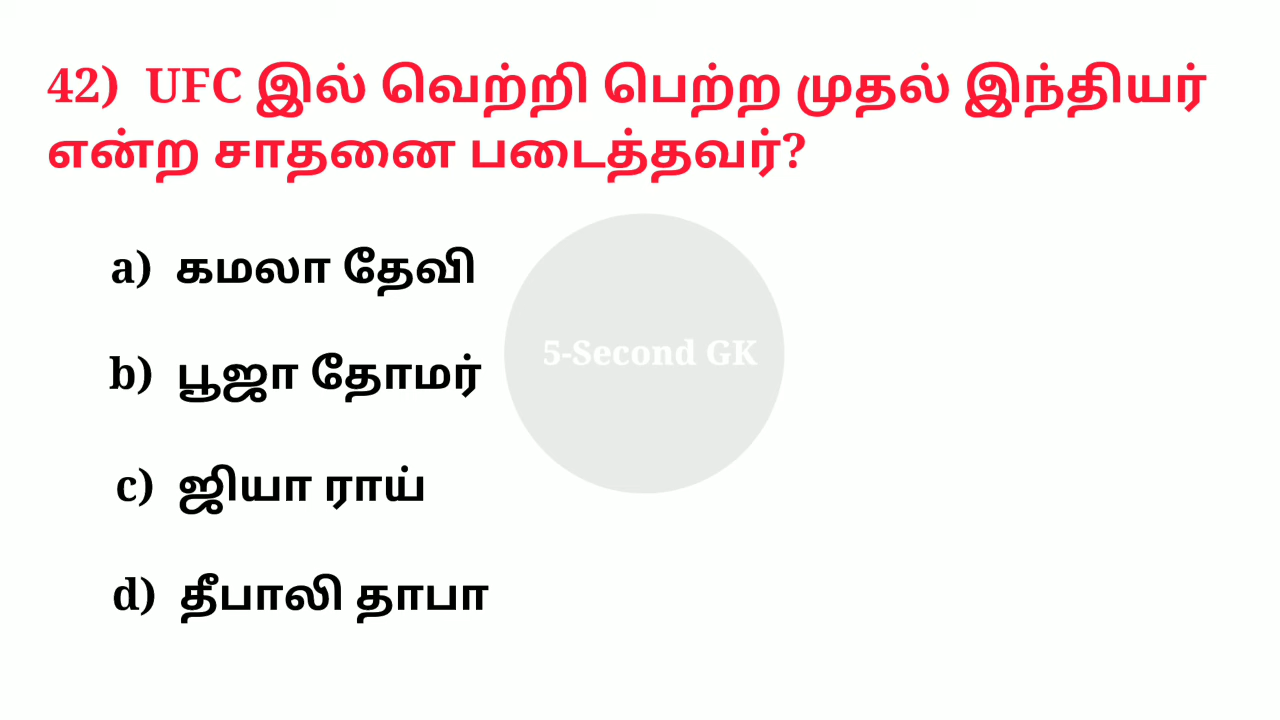 42) UFC இல் வெற்றி பெற்ற முதல் இந்தியர்
என்ற சாதனை படைத்தவர்?
a) கமலா தேவி
5-Second GK
b) பூஜா தோமர்
c) ஜியா ராய்
d) தீபாலி தாபா